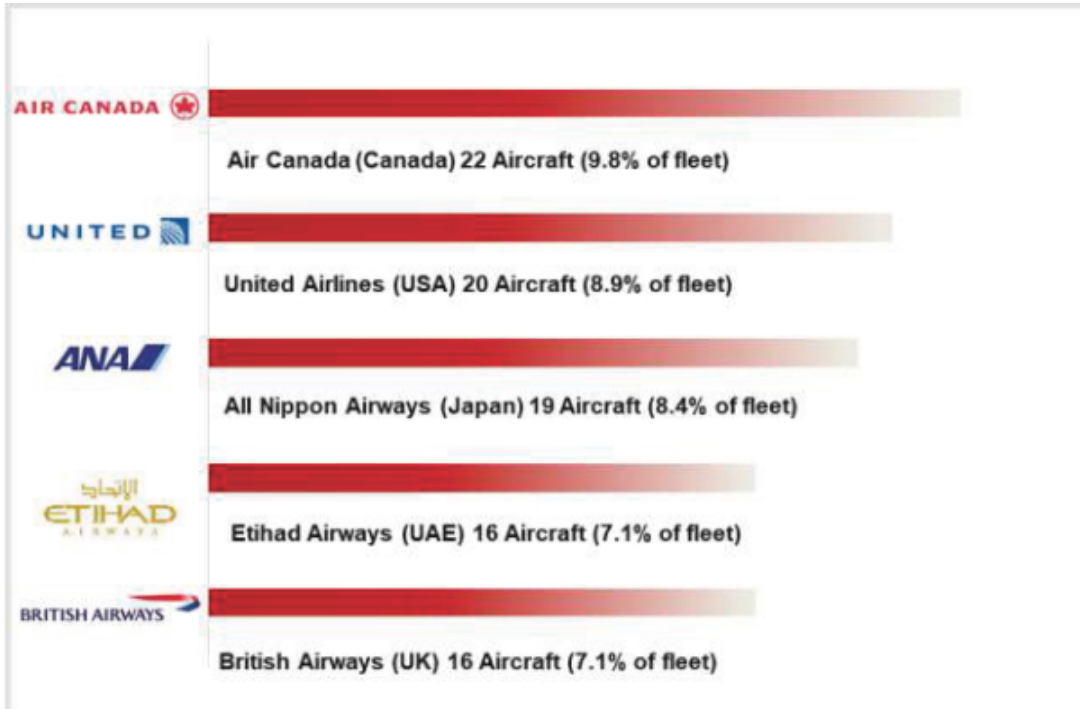 AIR CANADA
Air Canada (Canada) 22 Aircraft (9.8% of fleet)
UNITED
United Airlines (USA) 20 Aircraft (8.9% of fleet)
ANA
All Nippon Airways (Japan) 19 Aircraft (8.4% of fleet)
الإتحاد
ETIHAD
AIRWAYS
Etihad Airways (UAE) 16 Aircraft (7.1% of fleet)
BRITISH AIRWAYS
British Airways (UK) 16 Aircraft (7.1% of fleet)